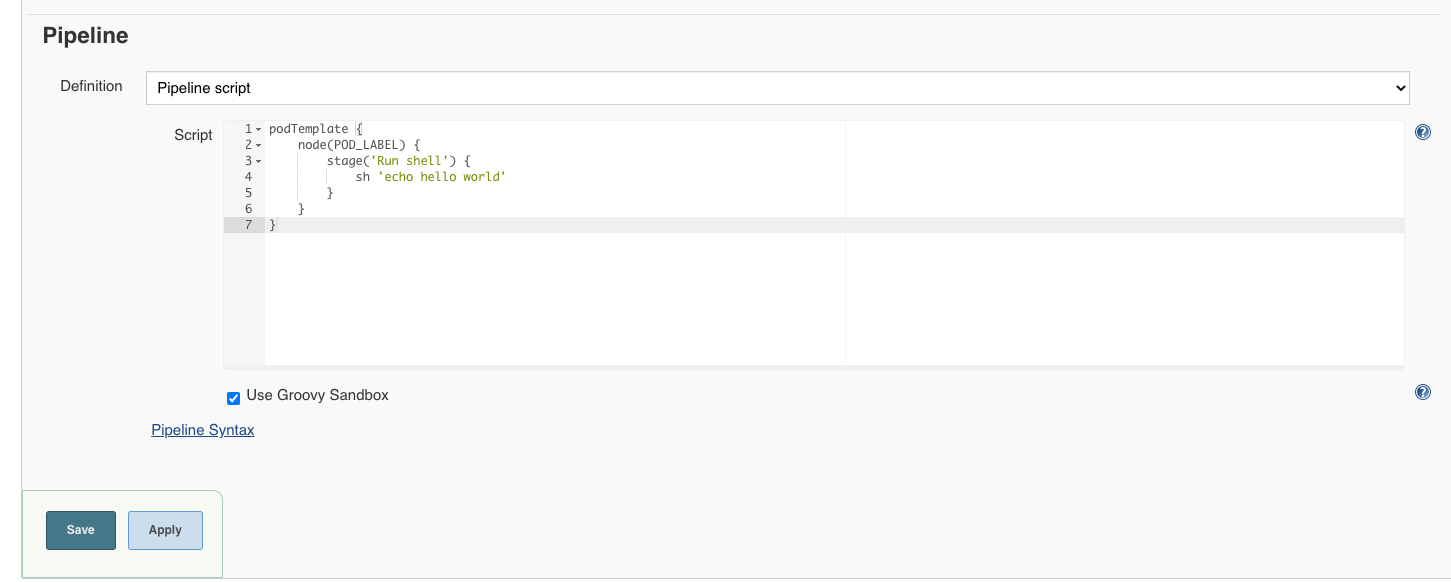 Pipeline
Definition
Pipeline script
Script
1 podTemplate {
2     node(POD_LABEL) {
3         stage('Run shell') {
4             sh 'echo hello world'
5         }
6     }
7 }
?
Use Groovy Sandbox
?
Pipeline Syntax
Save Apply